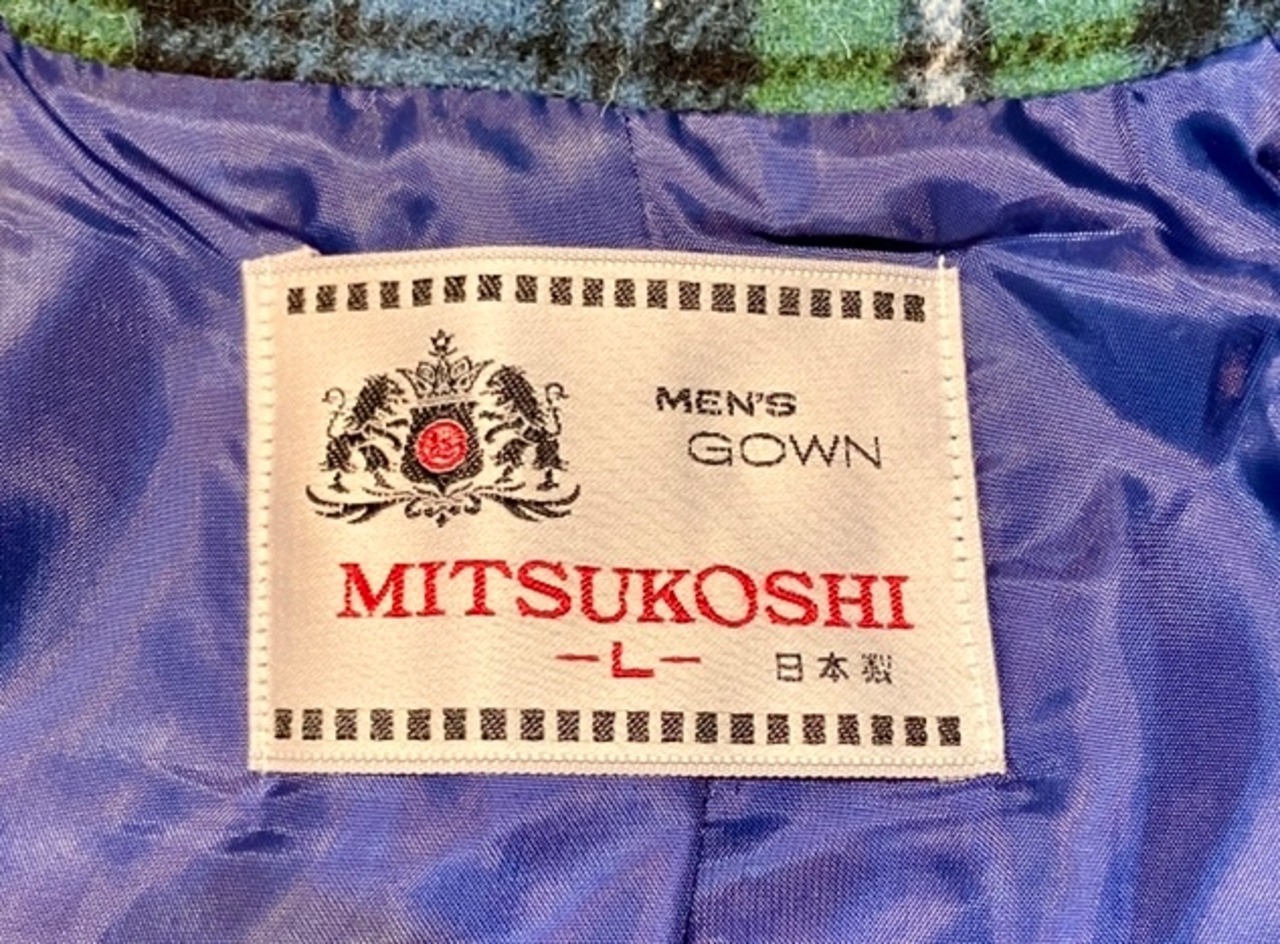 MEN'S
GOWN
MITSUKOSHI
-L-
日本製